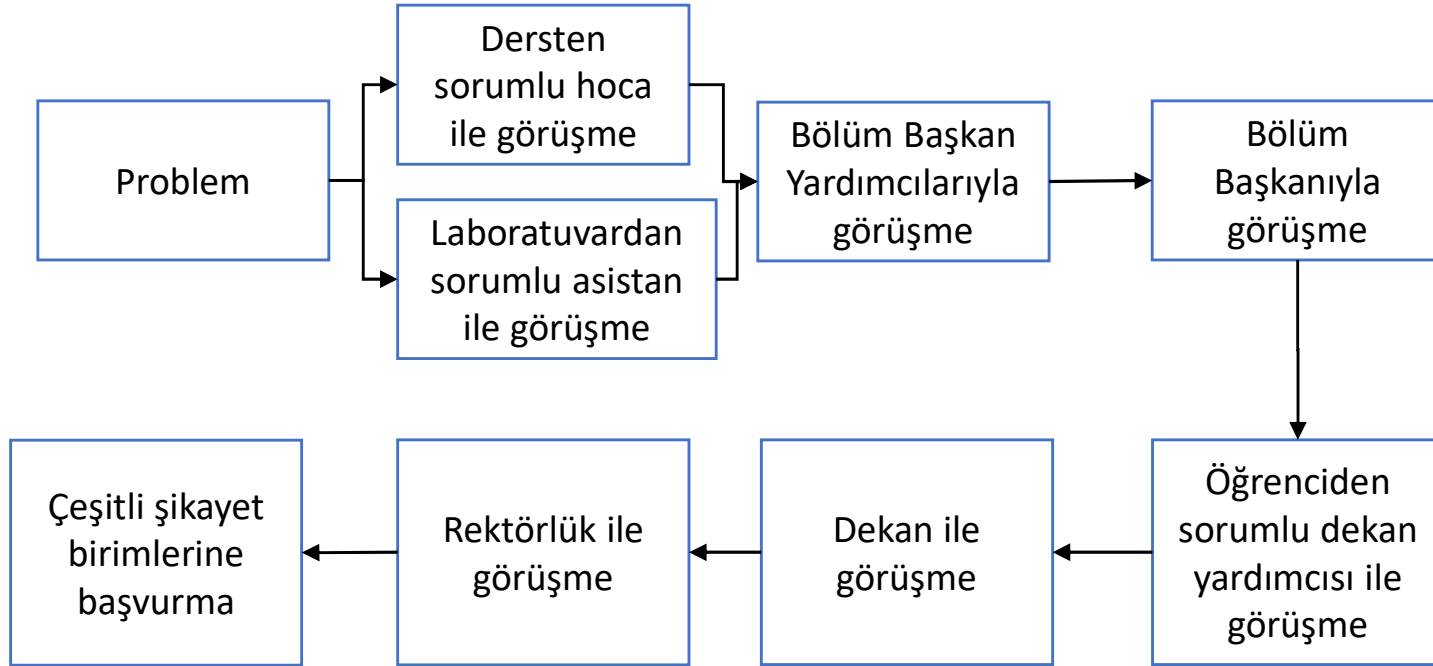 Problem
Dersten
sorumlu hoca
ile görüşme
Laboratuvardan
sorumlu asistan
ile görüşme
Bölüm Başkan
Yardımcılarıyla
görüşme
Bölüm
Başkanıyla
görüşme
Öğrenciden
sorumlu dekan
yardımcısı ile
görüşme
Dekan ile
görüşme
Rektörlük ile
görüşme
Çeşitli şikayet
birimlerine
başvurma